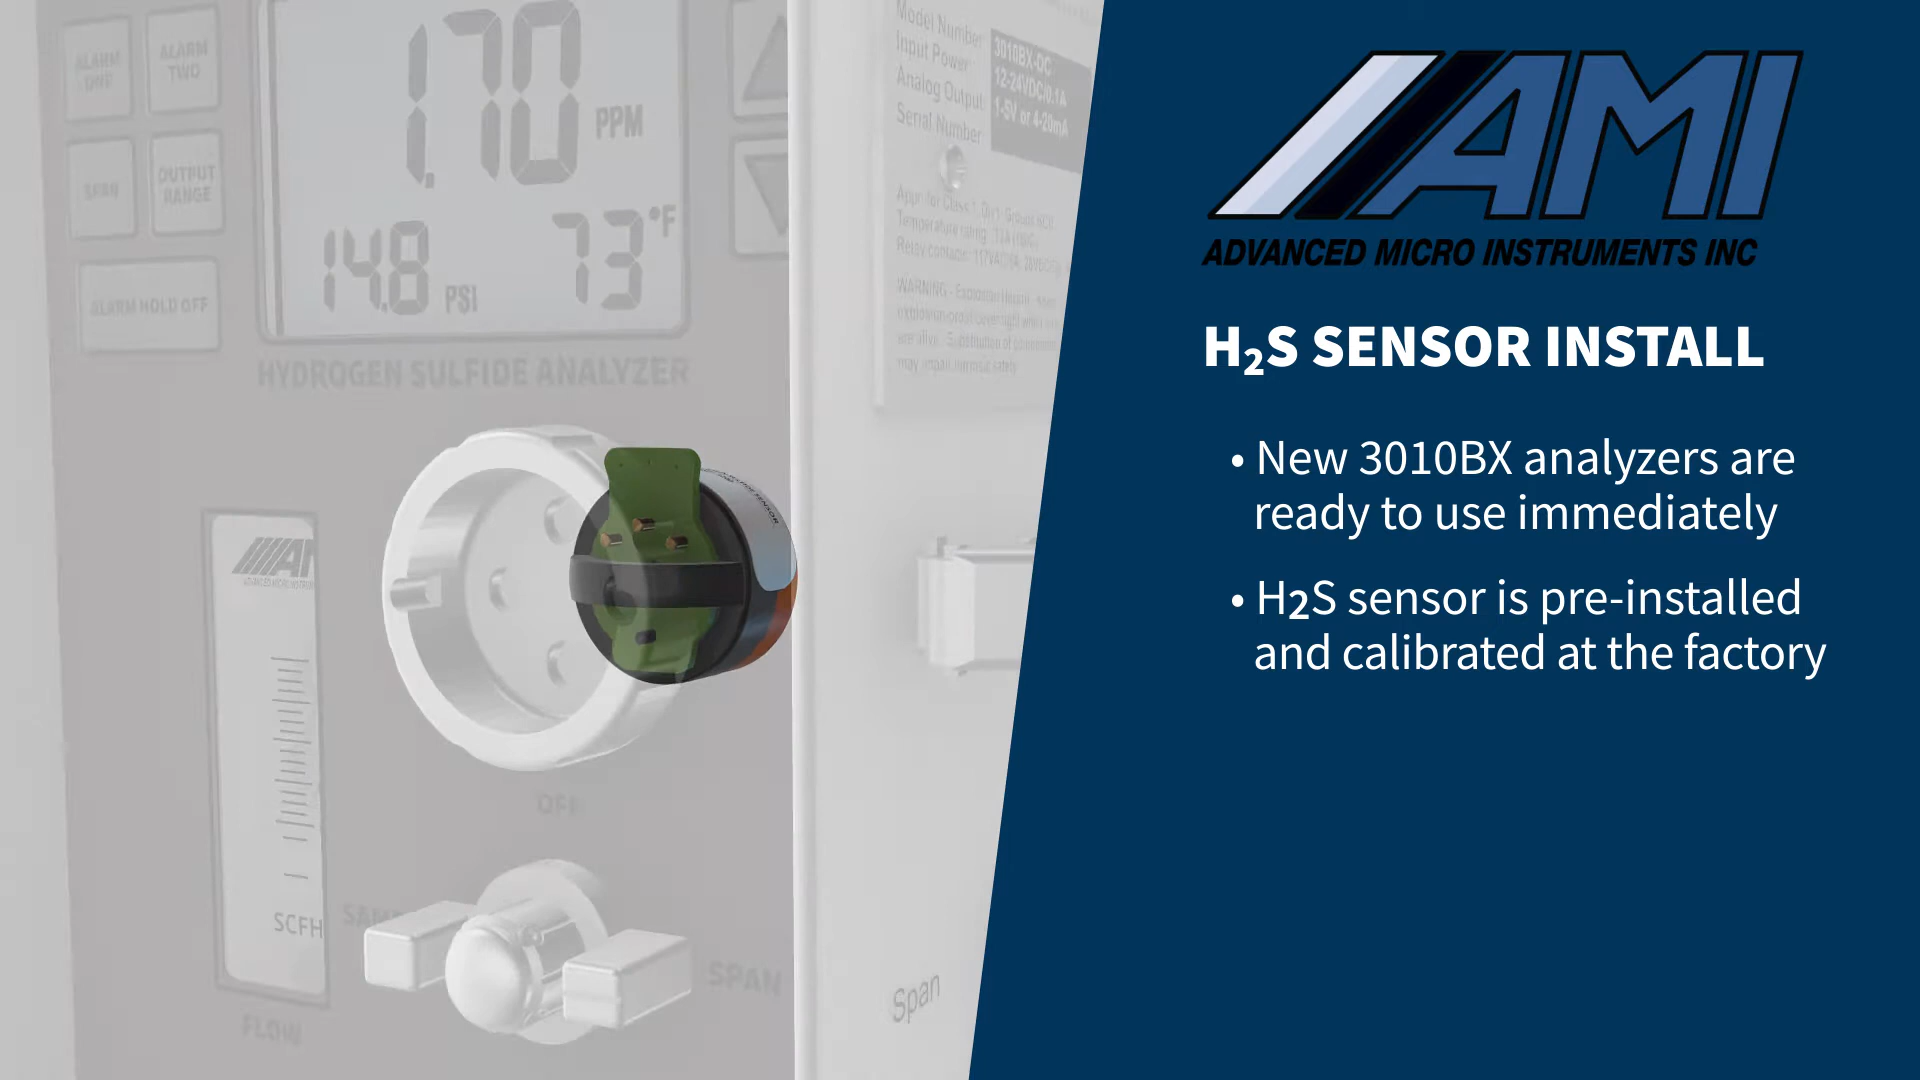 ALARM
ONE
ALARM
TWO
SPAN
OUTPUT
RANGE
ALARM HOLD OFF
1.70 PPM
14.8 PSI 73°F
HYDROGEN SULFIDE ANALYZER
SCFH
FLOW
SPAN
Model Number
Input Power
Analog Output
Serial Number
3010BX-DC
12-24VDC/0.1A
1-5V or 4-20mA
Span
AMI
ADVANCED MICRO INSTRUMENTS INC
H₂S SENSOR INSTALL
• New 3010BX analyzers are
ready to use immediately
• H2S sensor is pre-installed
and calibrated at the factory